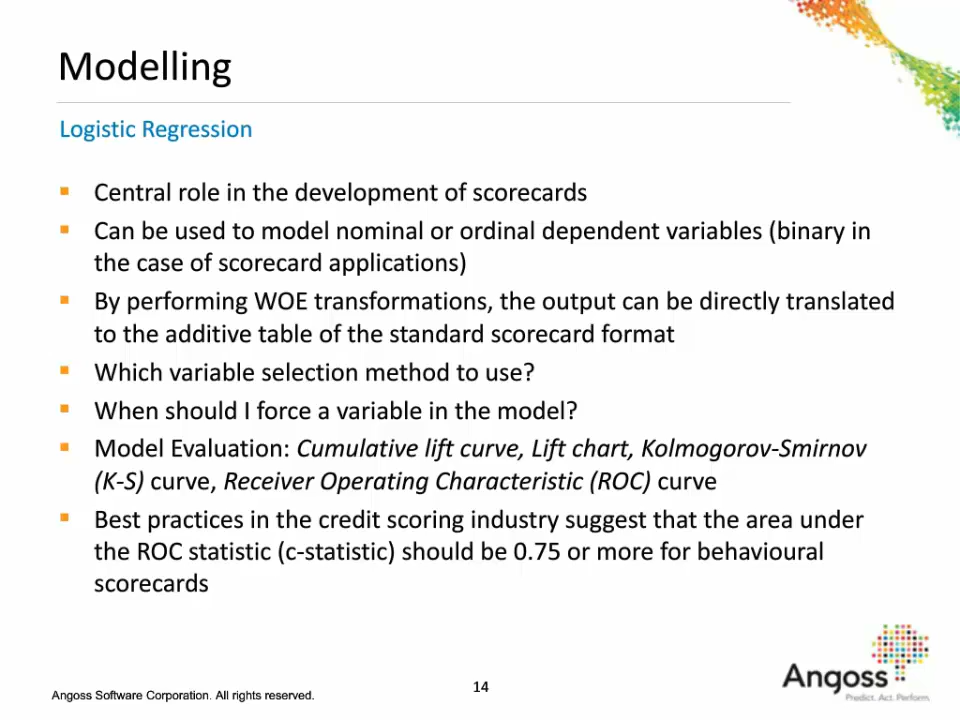 Modelling
Logistic Regression
Central role in the development of scorecards
Can be used to model nominal or ordinal dependent variables (binary in
the case of scorecard applications)
By performing WOE transformations, the output can be directly translated
to the additive table of the standard scorecard format
Which variable selection method to use?
When should I force a variable in the model?
Model Evaluation: Cumulative lift curve, Lift chart, Kolmogorov-Smirnov
(K-S) curve, Receiver Operating Characteristic (ROC) curve
Best practices in the credit scoring industry suggest that the area under
the ROC statistic (c-statistic) should be 0.75 or more for behavioural
scorecards
Angoss Software Corporation. All rights reserved.
14
Angoss
Predict. Act. Perform.